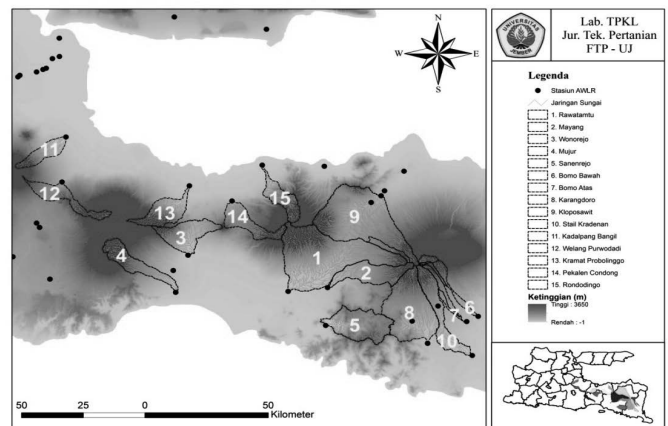 N
W E
S
11
12
13
3
14
15
4
9
1
2
5
8
7
6
10
50 25 0 50
Kilometer
UNIVERSITAS
JEMBER
Lab. TPKL
Jur. Tek. Pertanian
FTP - UJ
Legenda
Stasiun AWLR
Jaringan Sungai
1. Rawatamtu
2. Mayang
3. Wonorejo
4. Mujur
5. Sanenrejo
6. Bomo Bawah
7. Bomo Atas
8. Karangdoro
9. Kloposawit
10. Stail Kradenan
11. Kadalpang Bangil
12. Welang Purwodadi
13. Kramat Probolinggo
14. Pekalen Condong
15. Rondodingo
Ketinggian (m)
Tinggi : 3650
Rendah : -1